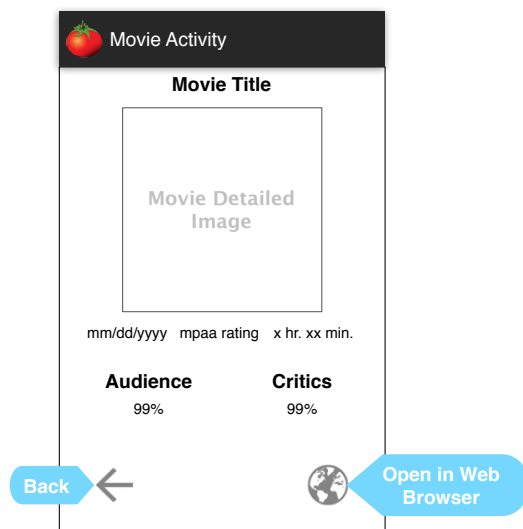 Movie Activity
Movie Title
Movie Detailed
Image
mm/dd/yyyy mpaa rating x hr. xx min.
Audience Critics
99% 99%
Back
Open in Web
Browser